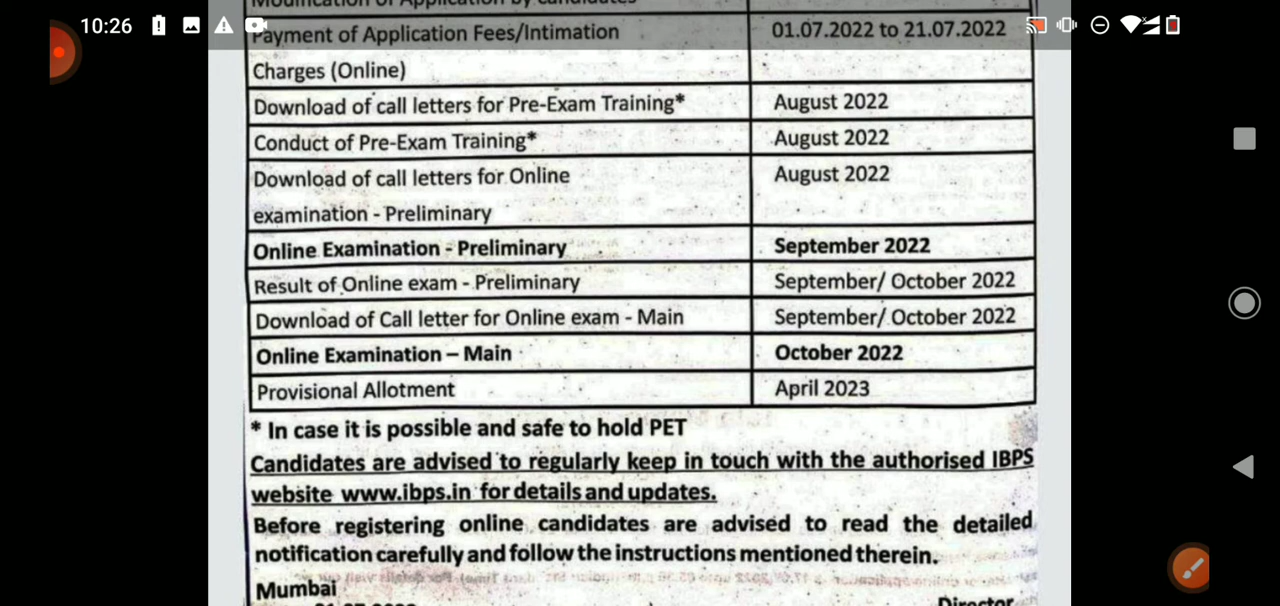 10:26
Modification of Application by candidates
Payment of Application Fees/Intimation 01.07.2022 to 21.07.2022
Charges (Online)
Download of call letters for Pre-Exam Training* August 2022
Conduct of Pre-Exam Training* August 2022
Download of call letters for Online August 2022
examination - Preliminary
Online Examination - Preliminary September 2022
Result of Online exam - Preliminary September/ October 2022
Download of Call letter for Online exam - Main September/ October 2022
Online Examination – Main October 2022
Provisional Allotment April 2023
* In case it is possible and safe to hold PET
Candidates are advised to regularly keep in touch with the authorised IBPS
website www.ibps.in for details and updates.
Before registering online candidates are advised to read the detailed
notification carefully and follow the instructions mentioned therein.
Mumbai
Director